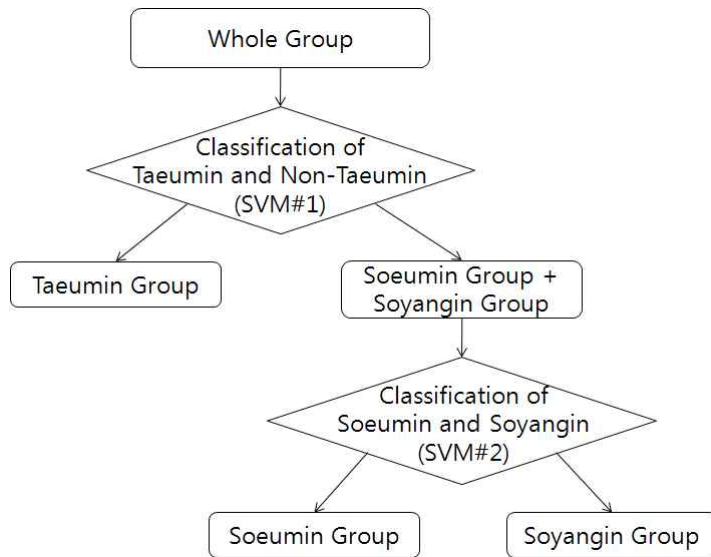 Whole Group
Classification of
Taeumin and Non-Taeumin
(SVM#1)
Taeumin Group
Soeumin Group +
Soyangin Group
Classification of
Soeumin and Soyangin
(SVM#2)
Soeumin Group
Soyangin Group